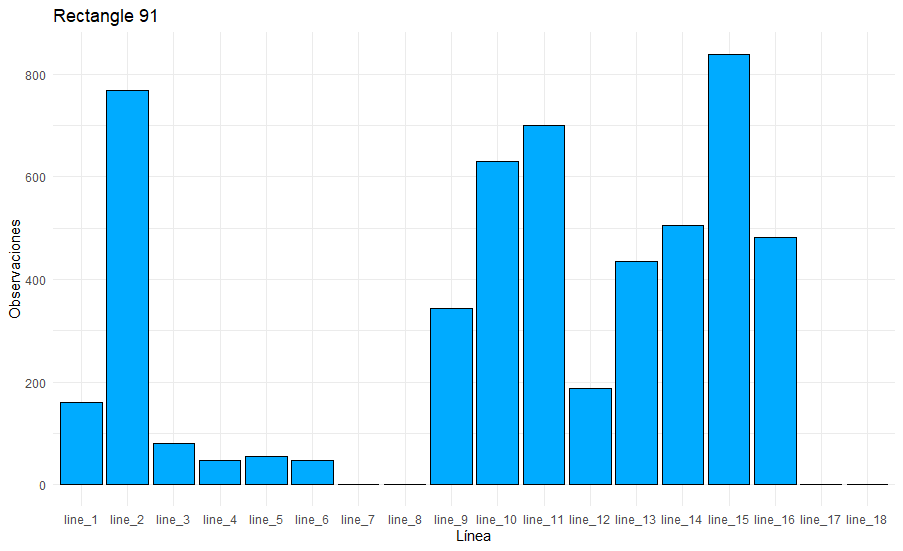 Rectangle 91
Observaciones
800
600
400
200
0
line_1 line_2 line_3 line_4 line_5 line_6 line_7 line_8 line_9 line_10 line_11 line_12 line_13 line_14 line_15 line_16 line_17 line_18
Línea